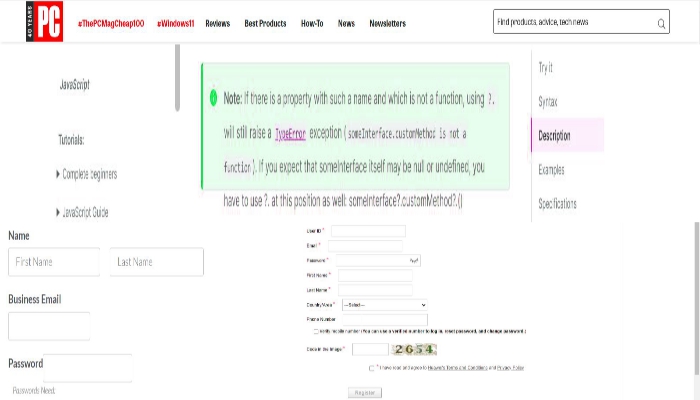 40 YEARS PC #ThePCMagCheap100 #Windows11 Reviews Best Products How-To News Newsletters Find products, advice, tech news
JavaScript
Tutorials:
Complete beginners
JavaScript Guide
Note: If there is a property with such a name and which is not a function, using ?.
will still raise a TypeError exception (someInterface.customMethod is not a
function). If you expect that someInterface itself may be null or undefined, you
have to use ?. at this position as well: someInterface?.customMethod?.()
Try it
Syntax
Description
Examples
Specifications
Name
First Name Last Name
Business Email
Password
Passwords Need
User ID *
Email *
Password *
First Name *
Last Name *
Country/Area * ---Select---
Phone Number
Verify mobile number (You can use a verified number to log in, reset password, and change password.)
Code in the Image: * 2654
* I have read and agree to Huawei's Terms and Conditions and Privacy Policy
Register